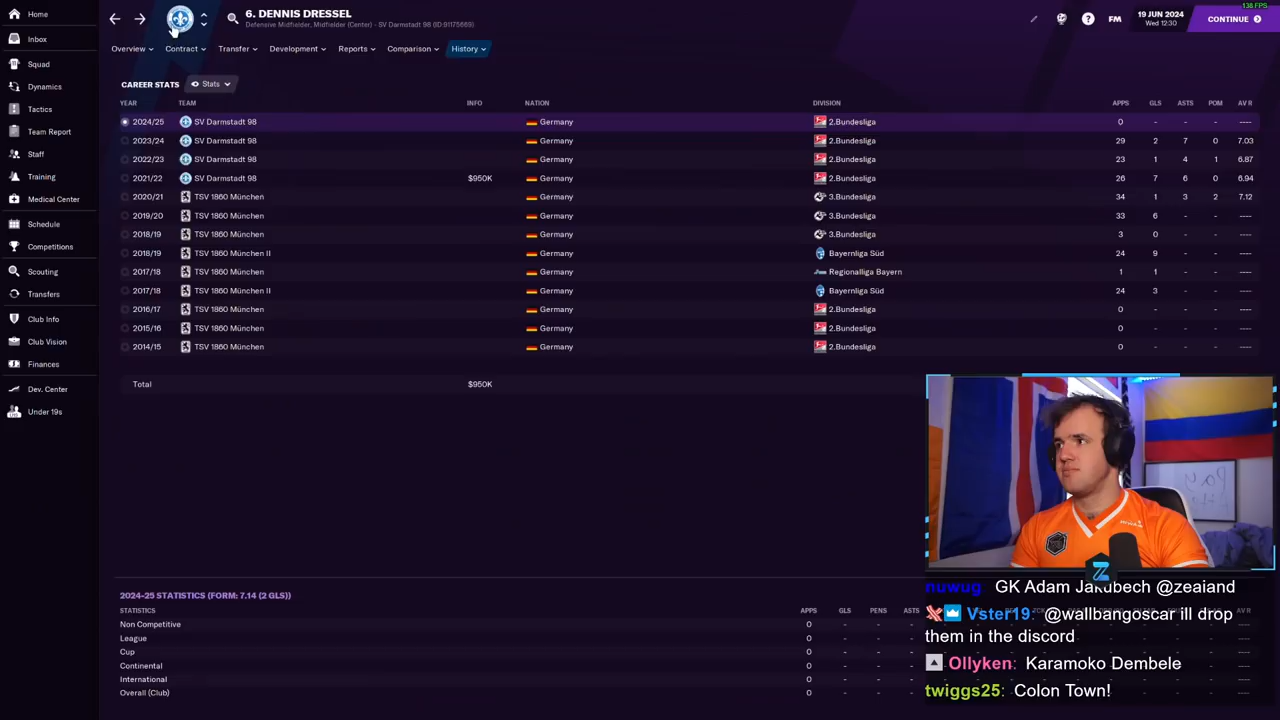 Home
6. DENNIS DRESSEL
Defensive Midfielder, Midfielder (Center) - SV Darmstadt 98 (ID:91175669)
138 FPS
FM
19 JUN 2024
Wed 12:30
CONTINUE
Inbox
Squad
Dynamics
Tactics
Team Report
Staff
Training
Medical Center
Schedule
Competitions
Scouting
Transfers
Club Info
Club Vision
Finances
Dev. Center
Under 19s
Overview Contract Transfer Development Reports Comparison History
CAREER STATS Stats
YEAR TEAM INFO NATION DIVISION APPS GLS ASTS POM AV R
2024/25 SV Darmstadt 98 Germany 2.Bundesliga 0 - - - ----
2023/24 SV Darmstadt 98 Germany 2.Bundesliga 29 2 7 0 7.03
2022/23 SV Darmstadt 98 Germany 2.Bundesliga 23 1 4 1 6.87
2021/22 SV Darmstadt 98 $950K Germany 2.Bundesliga 26 7 6 0 6.94
2020/21 TSV 1860 München Germany 3.Bundesliga 34 1 3 2 7.12
2019/20 TSV 1860 München Germany 3.Bundesliga 33 6 - - ----
2018/19 TSV 1860 München Germany 3.Bundesliga 3 0 - - ----
2018/19 TSV 1860 München II Germany Bayernliga Süd 24 9 - - ----
2017/18 TSV 1860 München Germany Regionalliga Bayern 1 1 - - ----
2017/18 TSV 1860 München II Germany Bayernliga Süd 24 3 - - ----
2016/17 TSV 1860 München Germany 2.Bundesliga 0 - - - ----
2015/16 TSV 1860 München Germany 2.Bundesliga 0 - - - ----
2014/15 TSV 1860 München Germany 2.Bundesliga 0 - - - ----
Total $950K
2024-25 STATISTICS (FORM: 7.14 (2 GLS))
STATISTICS APPS GLS PENS ASTS AV R
Non Competitive 0 - - -
League 0 - - -
Cup 0 - - -
Continental 0 - - -
International 0 - - -
Overall (Club) 0 - - -
nuwug GK Adam Jakubech @zeaiand
Vster19: @wallbangoscar ill drop
them in the discord
Ollyken: Karamoko Dembele
twiggs25: Colon Town!